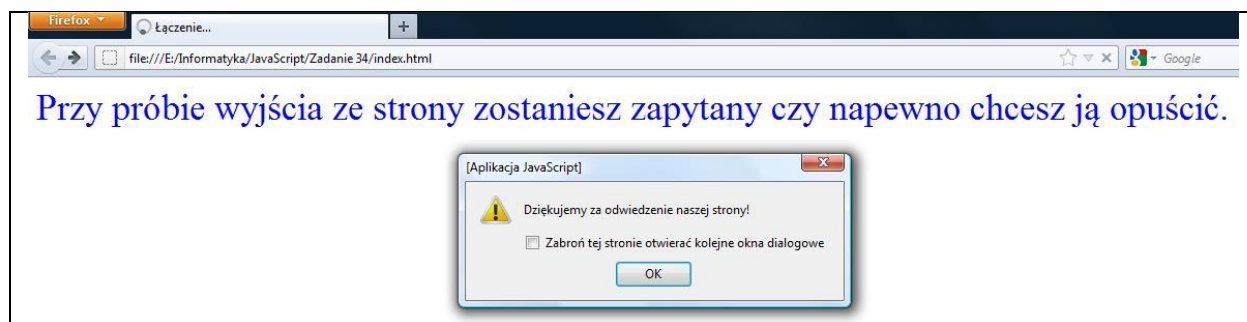 Firefox
Łączenie...
file:///E:/Informatyka/JavaScript/Zadanie 34/index.html
Google
Przy próbie wyjścia ze strony zostaniesz zapytany czy napewno chcesz ją opuścić.
[Aplikacja JavaScript]
Dziękujemy za odwiedzenie naszej strony!
Zabroń tej stronie otwierać kolejne okna dialogowe
OK